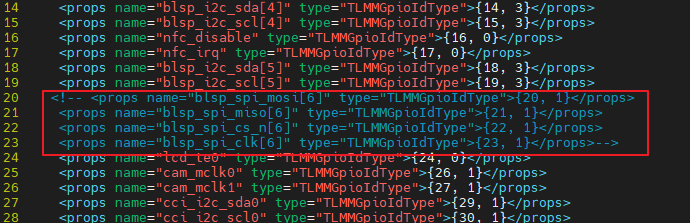 14 <props name="blsp_i2c_sda[4]" type="TLMMGpioIdType">{14, 3}</props>
15 <props name="blsp_i2c_scl[4]" type="TLMMGpioIdType">{15, 3}</props>
16 <props name="nfc_disable" type="TLMMGpioIdType">{16, 0}</props>
17 <props name="nfc_irq" type="TLMMGpioIdType">{17, 0}</props>
18 <props name="blsp_i2c_sda[5]" type="TLMMGpioIdType">{18, 3}</props>
19 <props name="blsp_i2c_scl[5]" type="TLMMGpioIdType">{19, 3}</props>
20 <!-- <props name="blsp_spi_mosi[6]" type="TLMMGpioIdType">{20, 1}</props>
21 <props name="blsp_spi_miso[6]" type="TLMMGpioIdType">{21, 1}</props>
22 <props name="blsp_spi_cs_n[6]" type="TLMMGpioIdType">{22, 1}</props>
23 <props name="blsp_spi_clk[6]" type="TLMMGpioIdType">{23, 1}</props>-->
24 <props name="lcd_te0" type="TLMMGpioIdType">{24, 0}</props>
26 <props name="cam_mclk0" type="TLMMGpioIdType">{26, 1}</props>
27 <props name="cam_mclk1" type="TLMMGpioIdType">{27, 1}</props>
27 <props name="cci_i2c_sda0" type="TLMMGpioIdType">{29, 1}</props>
28 <props name="cci_i2c_scl0" type="TLMMGpioIdType">{30, 1}</props>